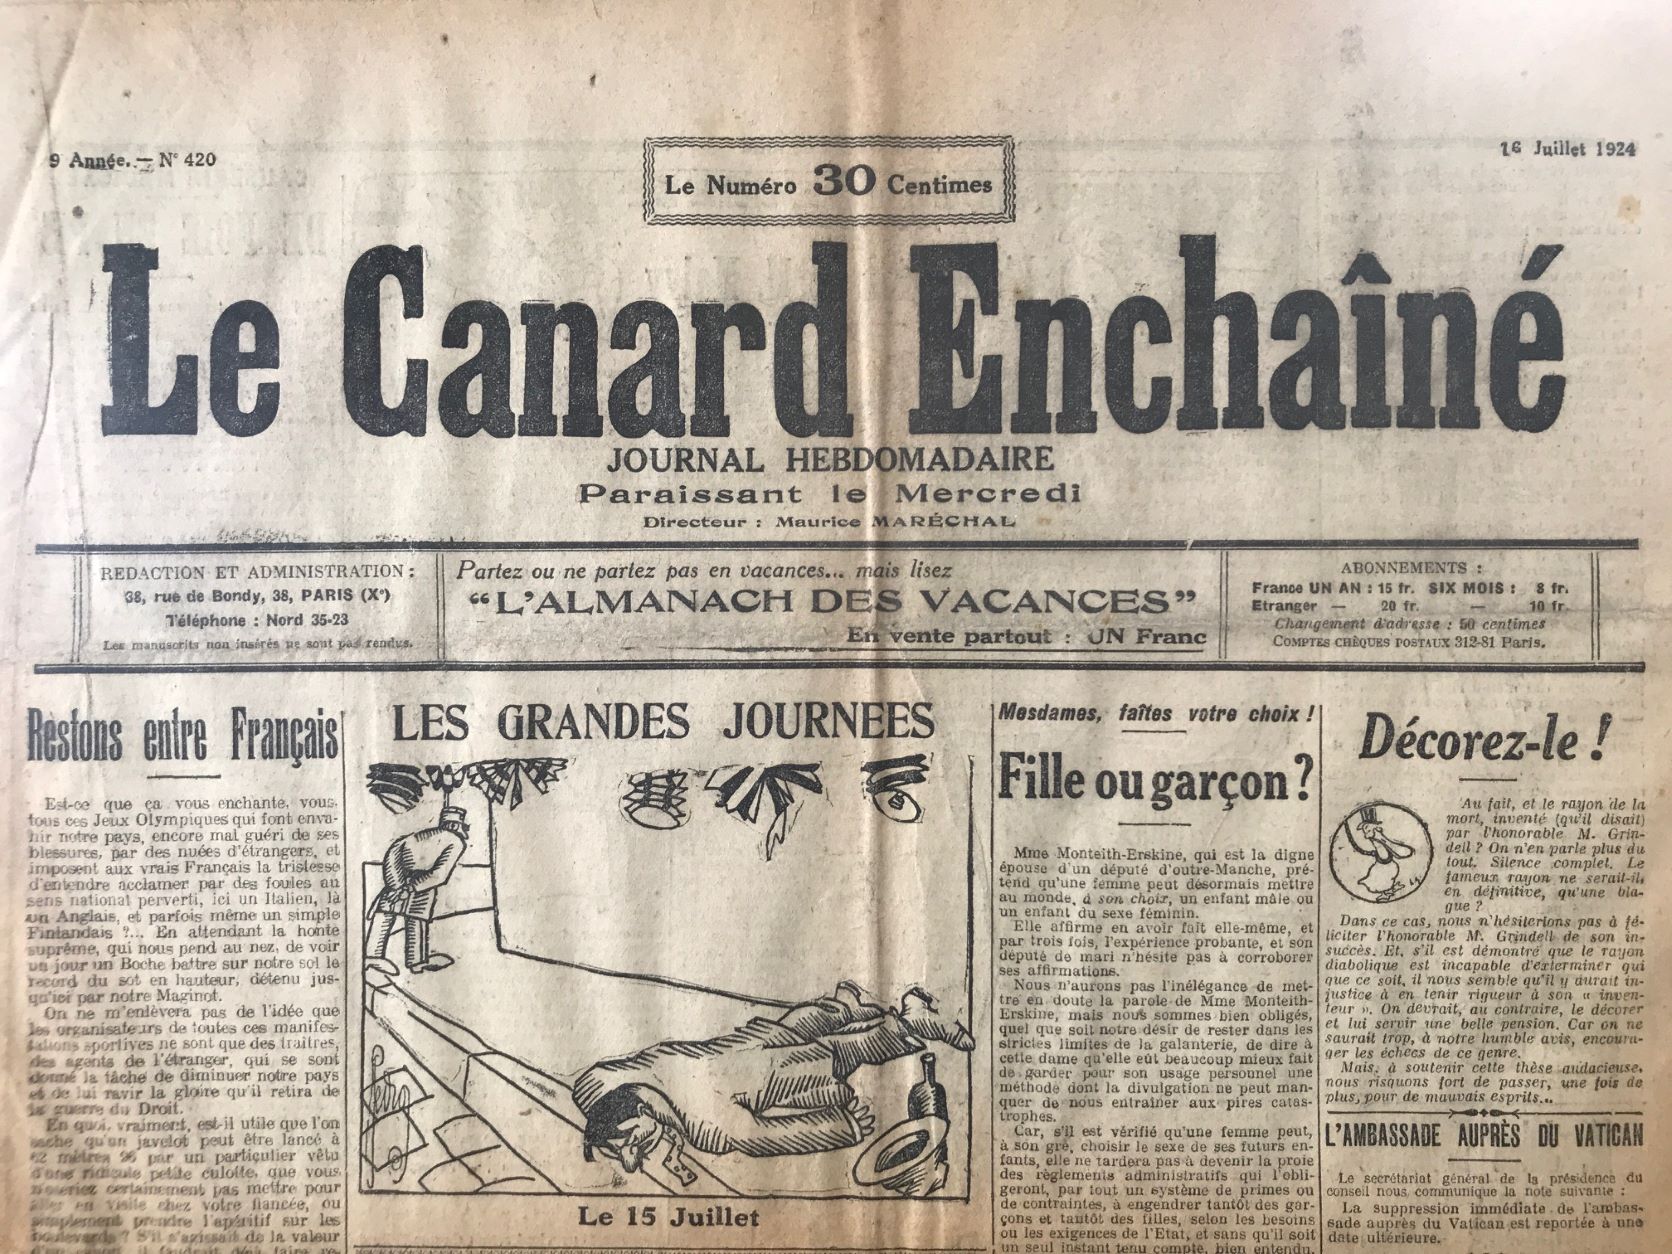 9 Année. — N° 420
Le Numéro 30 Centimes
16 Juillet 1924
Le Canard Enchaîné
JOURNAL HEBDOMADAIRE
Paraissant le Mercredi
Directeur : Maurice MARÉCHAL
REDACTION ET ADMINISTRATION :
38, rue de Bondy, 38, PARIS (Xe)
Téléphone : Nord 35-23
Les manuscrits non insérés ne sont pas rendus.
Partez ou ne partez pas en vacances... mais lisez
“L'ALMANACH DES VACANCES”
En vente partout : UN Franc
ABONNEMENTS :
France UN AN : 15 fr. SIX MOIS : 8 fr.
Etranger — 20 fr. — 10 fr.
Changement d'adresse : 50 centimes
COMPTES CHÈQUES POSTAUX 312-81 Paris.
Restons entre Français
Est-ce que ça vous enchante, vous,
tous ces Jeux Olympiques qui font enva-
hir notre pays, encore mal guéri de ses
blessures, par des nuées d'étrangers, et
imposent aux vrais Français la tristesse
d'entendre acclamer par des foules au
sens national perverti, ici un Italien, là
un Anglais, et parfois même un simple
Finlandais ?... En attendant la honte
suprême, qui nous pend au nez, de voir
un jour un Boche battre sur notre sol le
record du sot en hauteur, détenu jus-
qu'ici par notre Maginot.
On ne m'enlèvera pas de l'idée que
les organisateurs de toutes ces manifes-
tations sportives ne sont que des traîtres,
des agents de l'étranger, qui se sont
donné la tâche de diminuer notre pays
et de lui ravir la gloire qu'il retira de
la guerre du Droit.
En quoi, vraiment, est-il utile que l'on
sache qu'un javelot peut être lancé à
62 mètres 96 par un particulier vêtu
d'une ridicule petite culotte, que vous
n'oseriez certainement pas mettre pour
aller en visite chez votre fiancée, ou
simplement prendre l'apéritif sur les
boulevards ? S'il s'agissait de la valeur
LES GRANDES JOURNEES
Le 15 Juillet
Mesdames, faites votre choix !
Fille ou garçon ?
Mme Monteith-Erskine, qui est la digne
épouse d'un député d'outre-Manche, pré-
tend qu'une femme peut désormais mettre
au monde, à son choix, un enfant mâle ou
un enfant du sexe féminin.
Elle affirme en avoir fait elle-même, et
par trois fois, l'expérience probante, et son
député de mari n'hésite pas à corroborer
ses affirmations.
Nous n'aurons pas l'inélégance de met-
tre en doute la parole de Mme Monteith-
Erskine, mais nous sommes bien obligés,
quel que soit notre désir de rester dans les
strictes limites de la galanterie, de dire à
cette dame qu'elle eût beaucoup mieux fait
de garder pour son usage personnel une
méthode dont la divulgation ne peut man-
quer de nous entraîner aux pires catas-
trophes.
Car, s'il est vérifié qu'une femme peut,
à son gré, choisir le sexe de ses futurs en-
fants, elle ne tardera pas à devenir la proie
des règlements administratifs qui l'obli-
geront, par tout un système de primes ou
de contraintes, à engendrer tantôt des gar-
çons et tantôt des filles, selon les besoins
ou les exigences de l'Etat, et sans qu'il soit
un seul instant tenu compte, bien entendu,
Décorez-le !
Au fait, et le rayon de la
mort, inventé (qu'il disait)
par l'honorable M. Grin-
dell ? On n'en parle plus du
tout. Silence complet. Le
fameux rayon ne serait-il,
en définitive, qu'une bla-
gue ?
Dans ce cas, nous n'hésiterions pas à fé-
liciter l'honorable M. Grindell de son in-
succès. Et, s'il est démontré que le rayon
diabolique est incapable d'exterminer qui
que ce soit, il nous semble qu'il y aurait in-
justice à en tenir rigueur à son « inven-
teur ». On devrait, au contraire, le décorer
et lui servir une belle pension. Car on ne
saurait trop, à notre humble avis, encoura-
ger les échecs de ce genre.
Mais, à soutenir cette thèse audacieuse,
nous risquons fort de passer, une fois de
plus, pour de mauvais esprits...
L'AMBASSADE AUPRÈS DU VATICAN
Le secrétariat général de la présidence du
conseil nous communique la note suivante :
La suppression immédiate de l'ambas-
sade auprès du Vatican est reportée à une
date ultérieure.